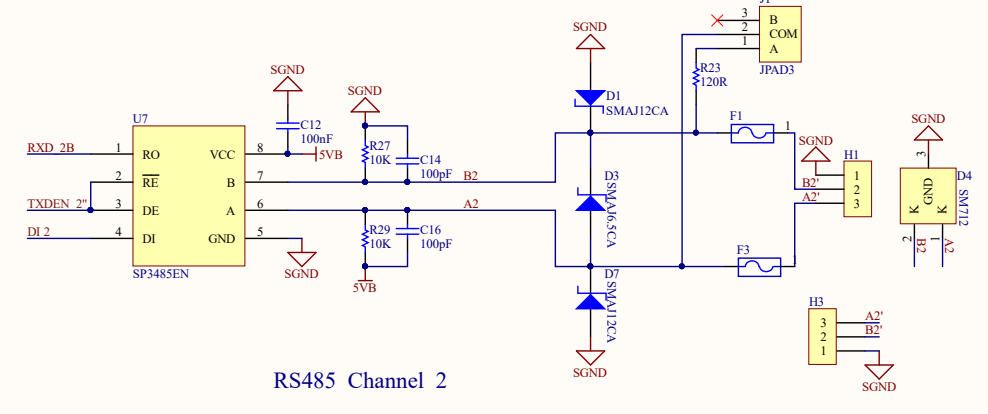 J1
3
B
2
COM
1
A
JPAD3
R23
120R
SGND
D1
SMAJ12CA
SGND
C12
100nF
5VB
SGND
U7
RXD_2B
1
RO
VCC
8
2
RE
B
7
TXDEN_2"
3
DE
A
6
DI 2
4
DI
GND
5
SP3485EN
SGND
R27
10K
C14
100pF
B2
A2
R29
10K
C16
100pF
5VB
D3
SMAJ6.5CA
D7
SMAJ12CA
SGND
F1
1
F3
SGND
H1
B2'
A2'
1
2
3
SGND
3
GND
K
K
D4
SM712
2
B2
1
A2
H3
3
A2'
2
B2'
1
SGND
RS485 Channel 2